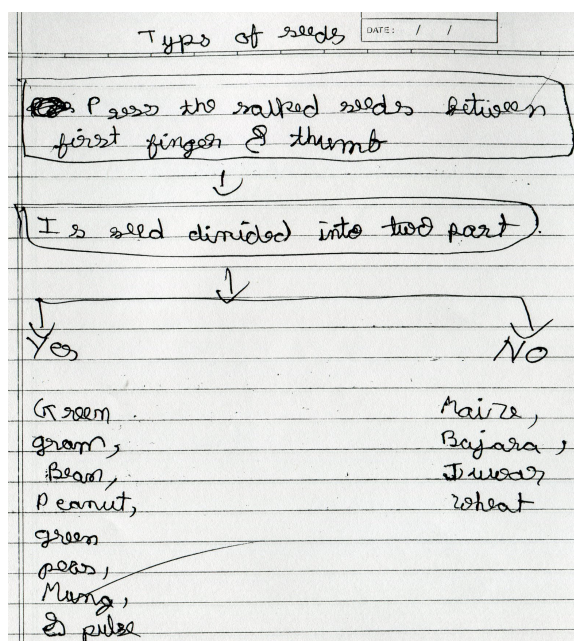 Types of seeds
DATE: / /
Press the salked seeds between
first finger & thumb
Is seed divided into two part.
Yes
NO
Green
gram,
Bean,
Peanut,
green
peas,
Mung,
& pulse
Maize,
Bajara,
Juwar
Wheat